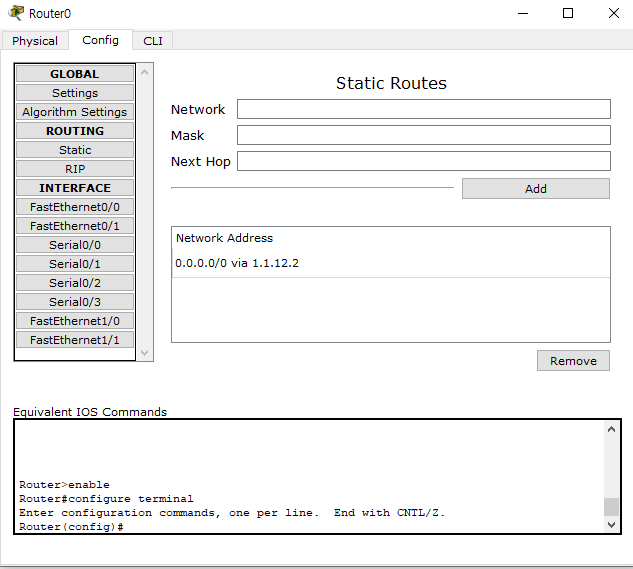 Router0
Physical Config CLI
GLOBAL
Settings
Algorithm Settings
ROUTING
Static
RIP
INTERFACE
FastEthernet0/0
FastEthernet0/1
Serial0/0
Serial0/1
Serial0/2
Serial0/3
FastEthernet1/0
FastEthernet1/1
Static Routes
Network
Mask
Next Hop
Add
Network Address
0.0.0.0/0 via 1.1.12.2
Remove
Equivalent IOS Commands
Router>enable
Router#configure terminal
Enter configuration commands, one per line.  End with CNTL/Z.
Router(config)#